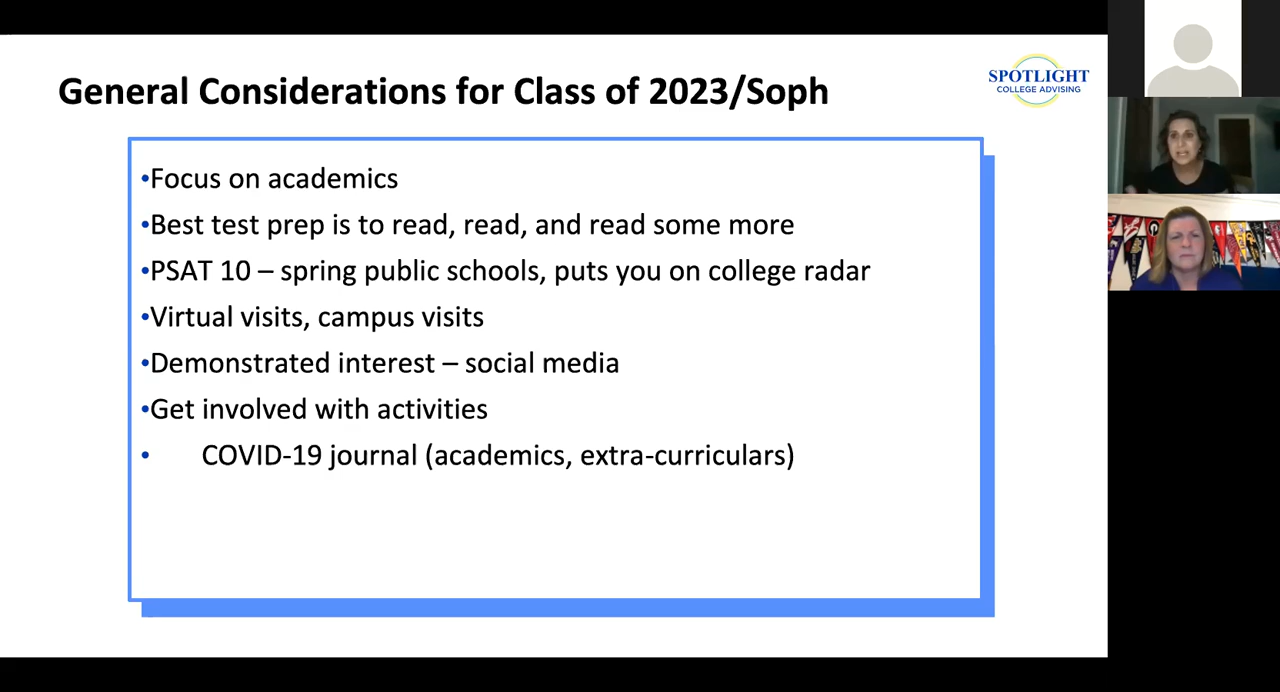 General Considerations for Class of 2023/Soph
SPOTLIGHT
COLLEGE ADVISING
•Focus on academics
•Best test prep is to read, read, and read some more
•PSAT 10 – spring public schools, puts you on college radar
•Virtual visits, campus visits
•Demonstrated interest – social media
•Get involved with activities
• COVID-19 journal (academics, extra-curriculars)